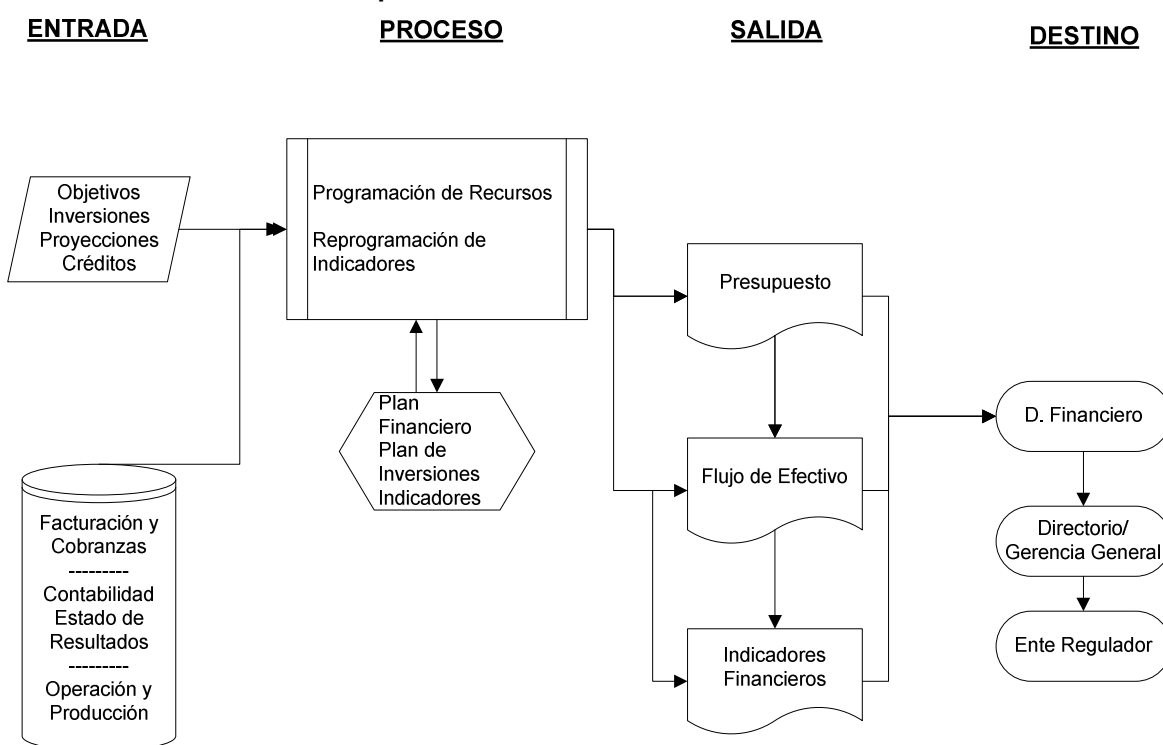 ENTRADA
PROCESO
SALIDA
DESTINO
Objetivos
Inversiones
Proyecciones
Créditos
Facturación y
Cobranzas
---------
Contabilidad
Estado de
Resultados
---------
Operación y
Producción
Programación de Recursos
Reprogramación de
Indicadores
Plan
Financiero
Plan de
Inversiones
Indicadores
Presupuesto
Flujo de Efectivo
Indicadores
Financieros
D. Financiero
Directorio/
Gerencia General
Ente Regulador